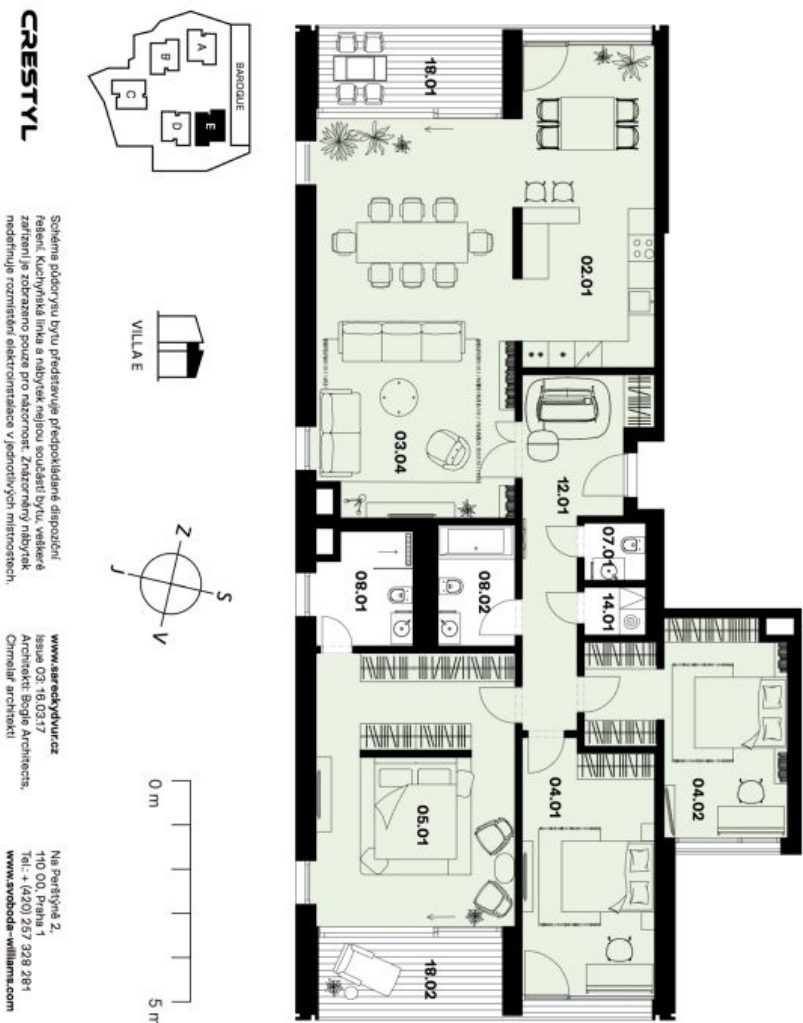 18.01
02.01
03.04
12.01
07.01
14.01
08.01
08.02
04.02
04.01
05.01
18.02
BAROQUE
A
B
C
D
E
VILLA E
Z
S
J
V
0 m
5 m
CRESTYL
Schéma půdorysu bytu představuje předpokládané dispoziční
řešení. Kuchyňská linka a nábytek nejsou součástí bytu, veškeré
zařízení je zobrazeno pouze pro názornost. Znázorněný nábytek
nedefinuje rozmístění elektroinstalace v jednotlivých místnostech.
www.sareckydvur.cz
Issue 03: 16.03.17
Architekti: Bogle Architects,
Chmelař architekti
Na Perštýně 2,
110 00, Praha 1
Tel.: + (420) 257 328 281
www.svoboda-williams.com